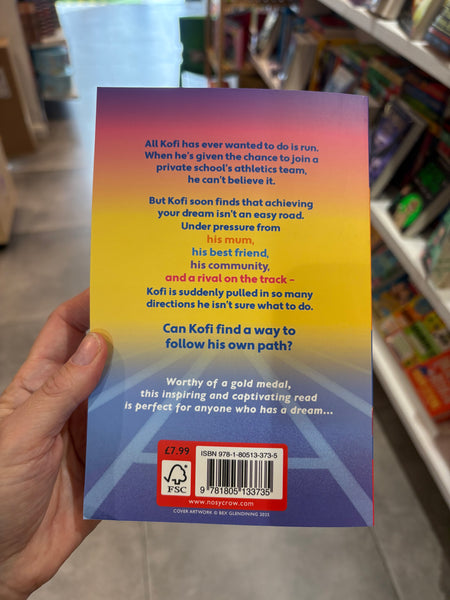 All Kofi has ever wanted to do is run.
When he's given the chance to join a
private school's athletics team,
he can't believe it.
But Kofi soon finds that achieving
your dream isn't an easy road.
Under pressure from
his mum,
his best friend,
his community,
and a rival on the track –
Kofi is suddenly pulled in so many
directions he isn't sure what to do.
Can Kofi find a way to
follow his own path?
Worthy of a gold medal,
this inspiring and captivating read
is perfect for anyone who has a dream...
£7.99
ISBN 978-1-80513-373-5
FSC
9 781805 133735
www.nosycrow.com
COVER ARTWORK © BEX GLENDINING 2025